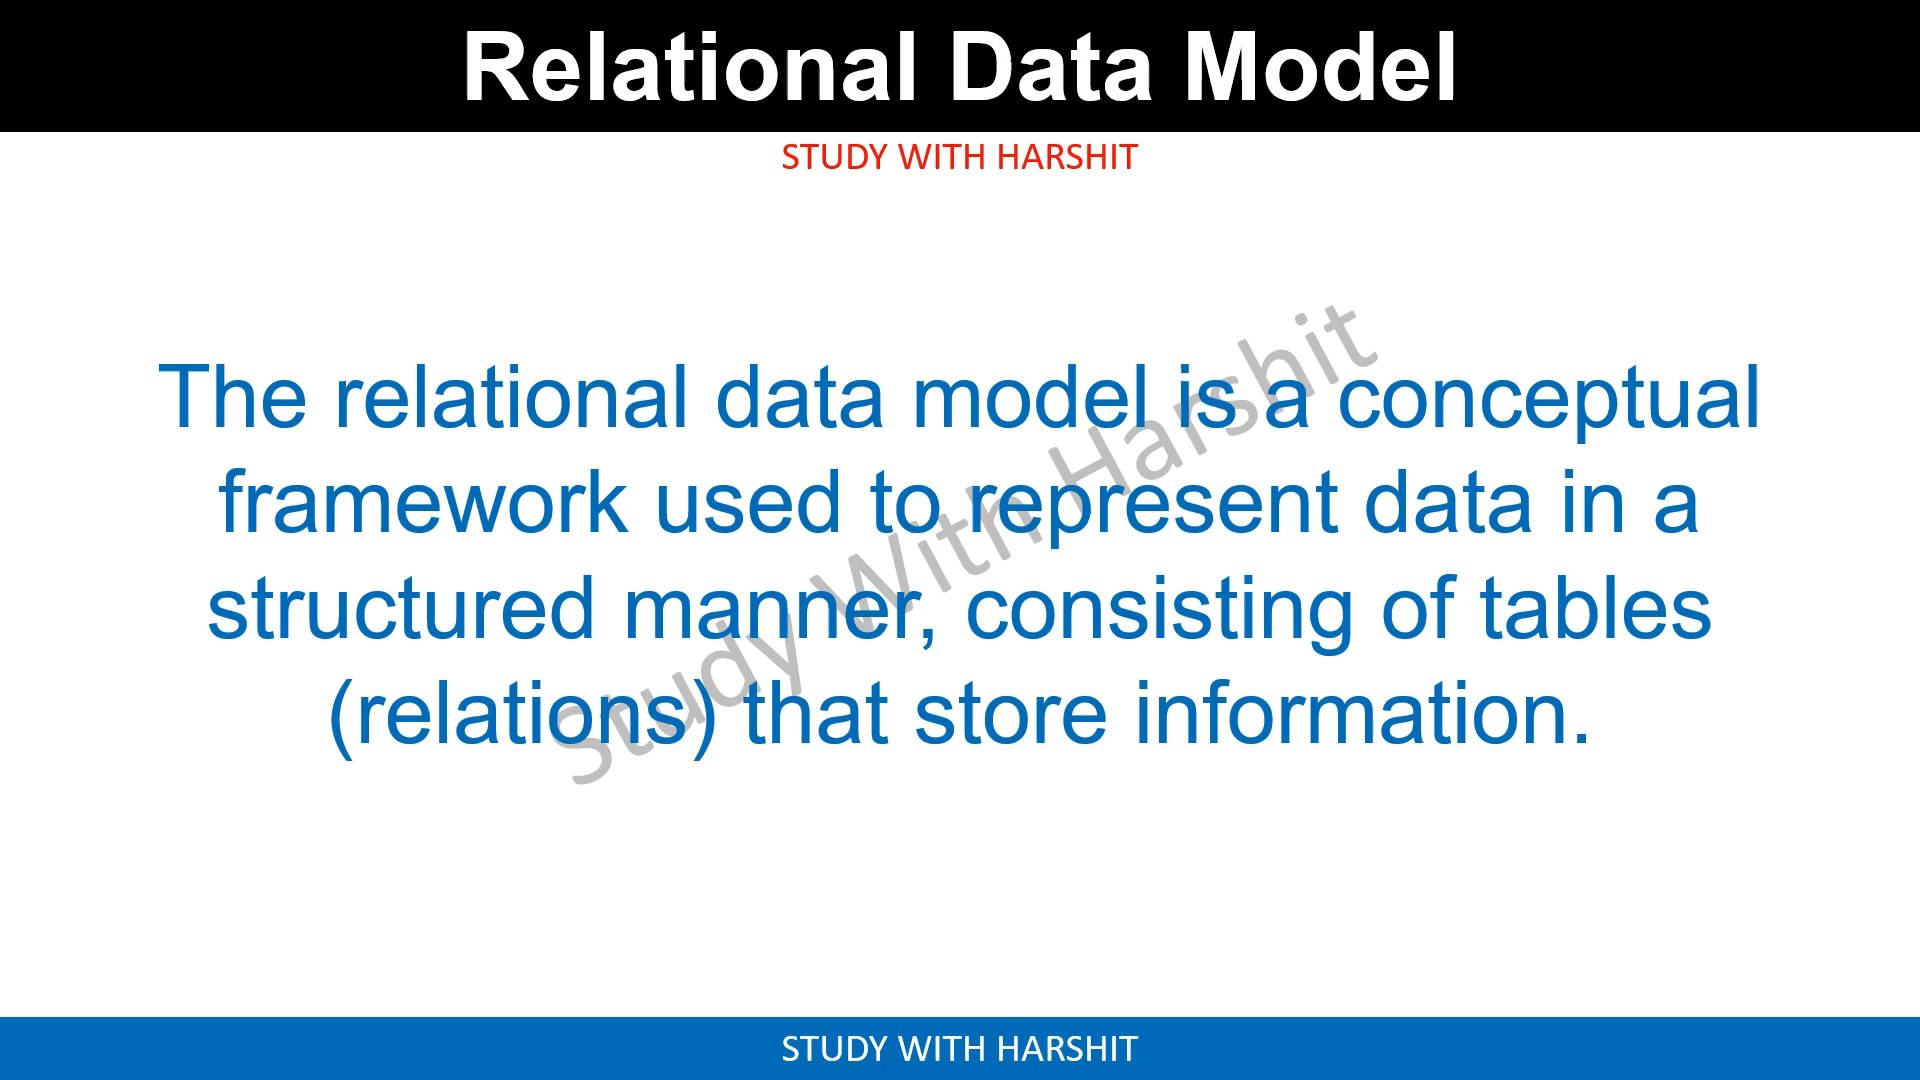 Relational Data Model
STUDY WITH HARSHIT
The relational data model is a conceptual
framework used to represent data in a
structured manner, consisting of tables
(relations) that store information.
Study With Harshit
STUDY WITH HARSHIT